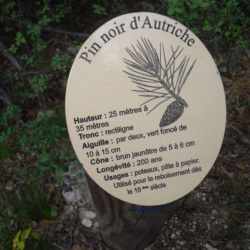 Pin noir d'Autriche
Hauteur : 25 mètres à
35 mètres
Tronc : rectiligne
Aiguille : par deux, vert foncé de
10 à 15 cm
Cône : brun jaunâtre de 5 à 6 cm
Longévité : 200 ans
Usages : poteaux, pâte à papier.
Utilisé pour le reboisement dès
le 19ème siècle